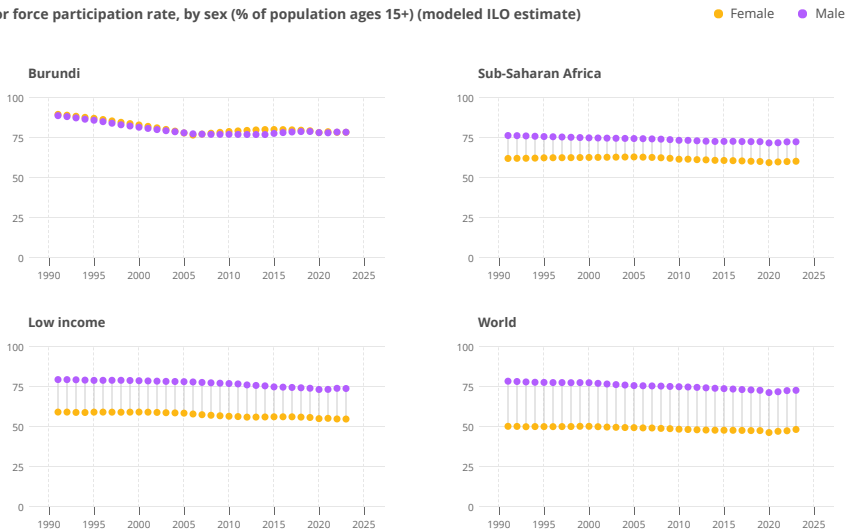 r force participation rate, by sex (% of population ages 15+) (modeled ILO estimate)
Female Male
Burundi
100
75
50
25
0
1990 1995 2000 2005 2010 2015 2020 2025
Sub-Saharan Africa
100
75
50
25
0
1990 1995 2000 2005 2010 2015 2020 2025
Low income
100
75
50
25
0
1990 1995 2000 2005 2010 2015 2020 2025
World
100
75
50
25
0
1990 1995 2000 2005 2010 2015 2020 2025